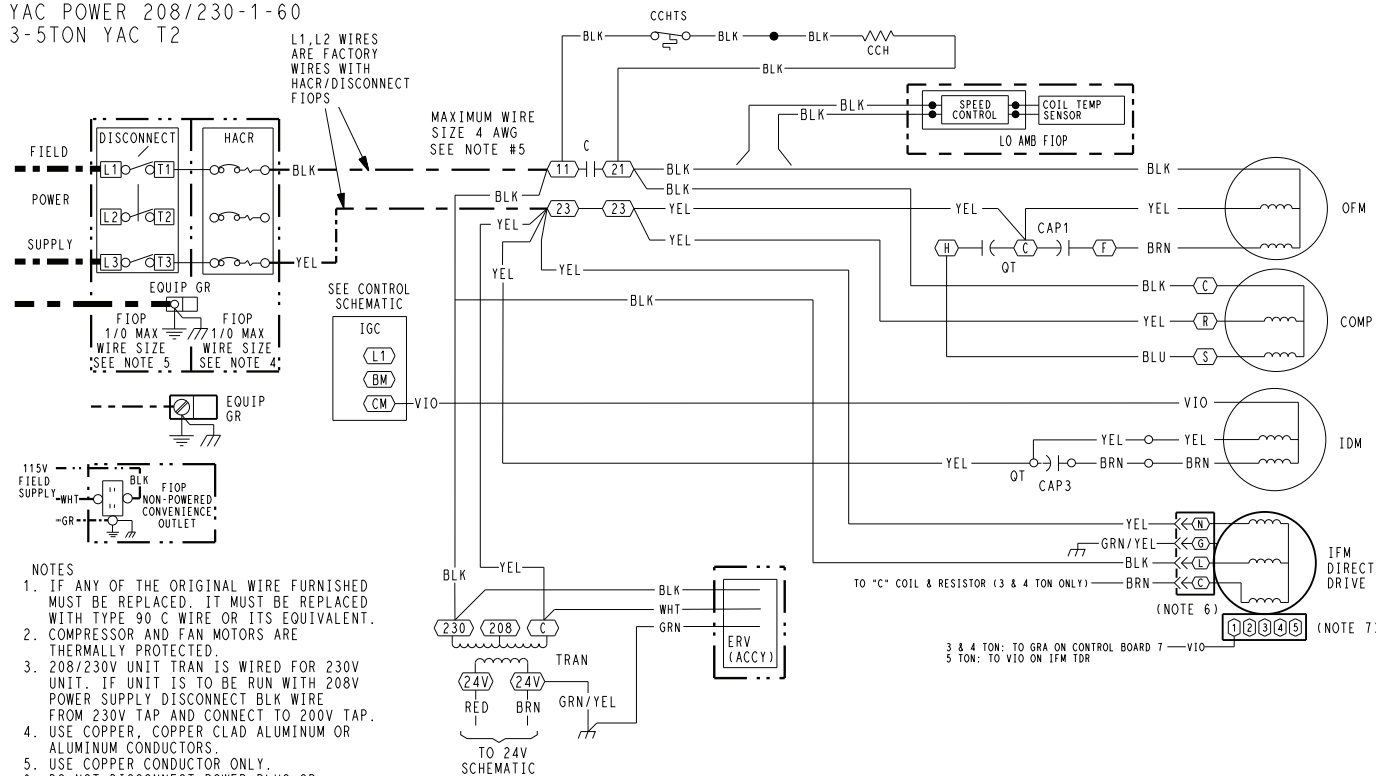 YAC POWER 208/230-1-60
3-5TON YAC T2
L1,L2 WIRES
ARE FACTORY
WIRES WITH
HACR/DISCONNECT
FIOPS
MAXIMUM WIRE
SIZE 4 AWG
SEE NOTE #5
CCHTS
BLK BLK BLK
CCH
BLK
BLK
BLK
SPEED
CONTROL
COIL TEMP
SENSOR
LO AMB FIOP
DISCONNECT HACR
FIELD
POWER
SUPPLY
L1 T1
L2 T2
L3 T3
BLK
YEL
EQUIP GR
FIOP
1/0 MAX
WIRE SIZE
SEE NOTE 5
FIOP
1/0 MAX
WIRE SIZE
SEE NOTE 4
EQUIP
GR
115V
FIELD
SUPPLY
BLK
WHT
GR
FIOP
NON-POWERED
CONVENIENCE
OUTLET
C
11 21
BLK BLK
BLK
BLK
23 23
YEL YEL YEL
YEL
YEL
YEL
YEL
BLK
CAP1
H C F BRN
QT
OFM
BLK C
YEL R
BLU S
COMP
SEE CONTROL
SCHEMATIC
IGC
L1
BM
CM VIO VIO
YEL YEL
YEL BRN BRN
QT
CAP3
IDM
YEL N
GRN/YEL G
BLK L
TO "C" COIL & RESISTOR (3 & 4 TON ONLY) BRN C
IFM
DIRECT
DRIVE
(NOTE 6)
1 2 3 4 5 (NOTE 7)
3 & 4 TON: TO GRA ON CONTROL BOARD 7 VIO
5 TON: TO VIO ON IFM TDR
BLK YEL
BLK
WHT
GRN
ERV
(ACCY)
230 208 C
TRAN
24V 24V
RED BRN
GRN/YEL
TO 24V
SCHEMATIC
NOTES
1. IF ANY OF THE ORIGINAL WIRE FURNISHED
MUST BE REPLACED. IT MUST BE REPLACED
WITH TYPE 90 C WIRE OR ITS EQUIVALENT.
2. COMPRESSOR AND FAN MOTORS ARE
THERMALLY PROTECTED.
3. 208/230V UNIT TRAN IS WIRED FOR 230V
UNIT. IF UNIT IS TO BE RUN WITH 208V
POWER SUPPLY DISCONNECT BLK WIRE
FROM 230V TAP AND CONNECT TO 200V TAP.
4. USE COPPER, COPPER CLAD ALUMINUM OR
ALUMINUM CONDUCTORS.
5. USE COPPER CONDUCTOR ONLY.